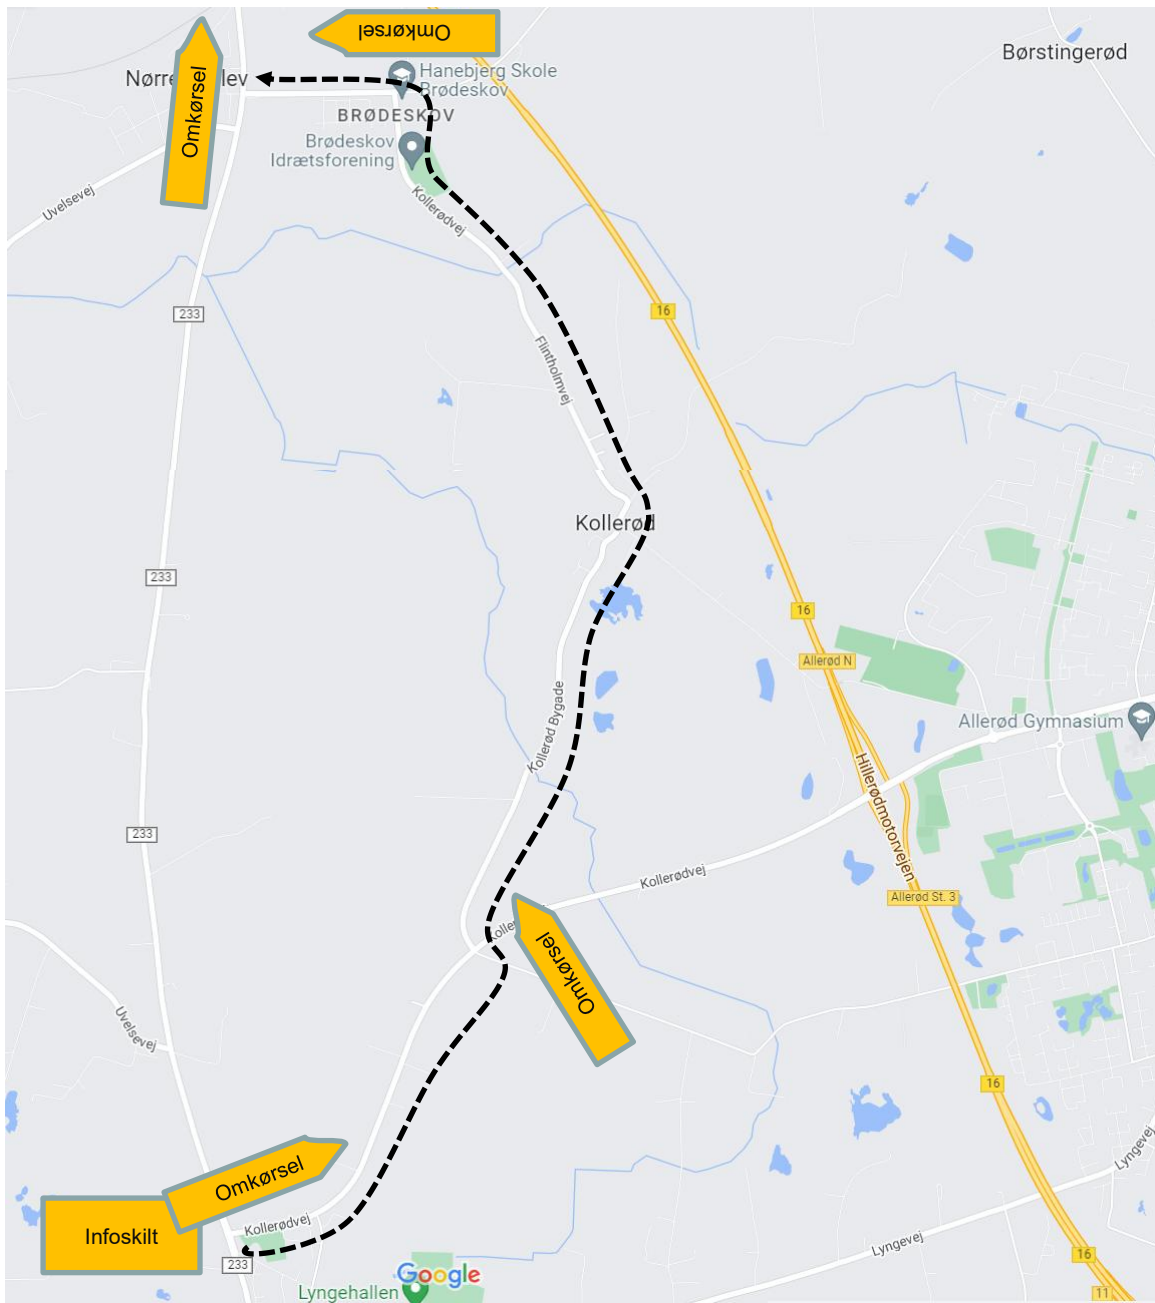 Omkørsel
Børstingerød
Hanebjerg Skole
Brødeskov
Omkørsel
BRØDESKOV
Brødeskov
Idrætsforening
Uvelsevej
Kollerødvej
233
16
Flintholmvej
Kollerød
233
16
Allerød N
Kollerød Bygade
Allerød Gymnasium
Hillerødmotorvejen
233
Kollerødvej
Allerød St. 3
Omkørsel
Uvelsevej
16
Lyngevej
Omkørsel
Infoskilt
Kollerødvej
233
Lyngevej
16
Google
Lyngehallen
11